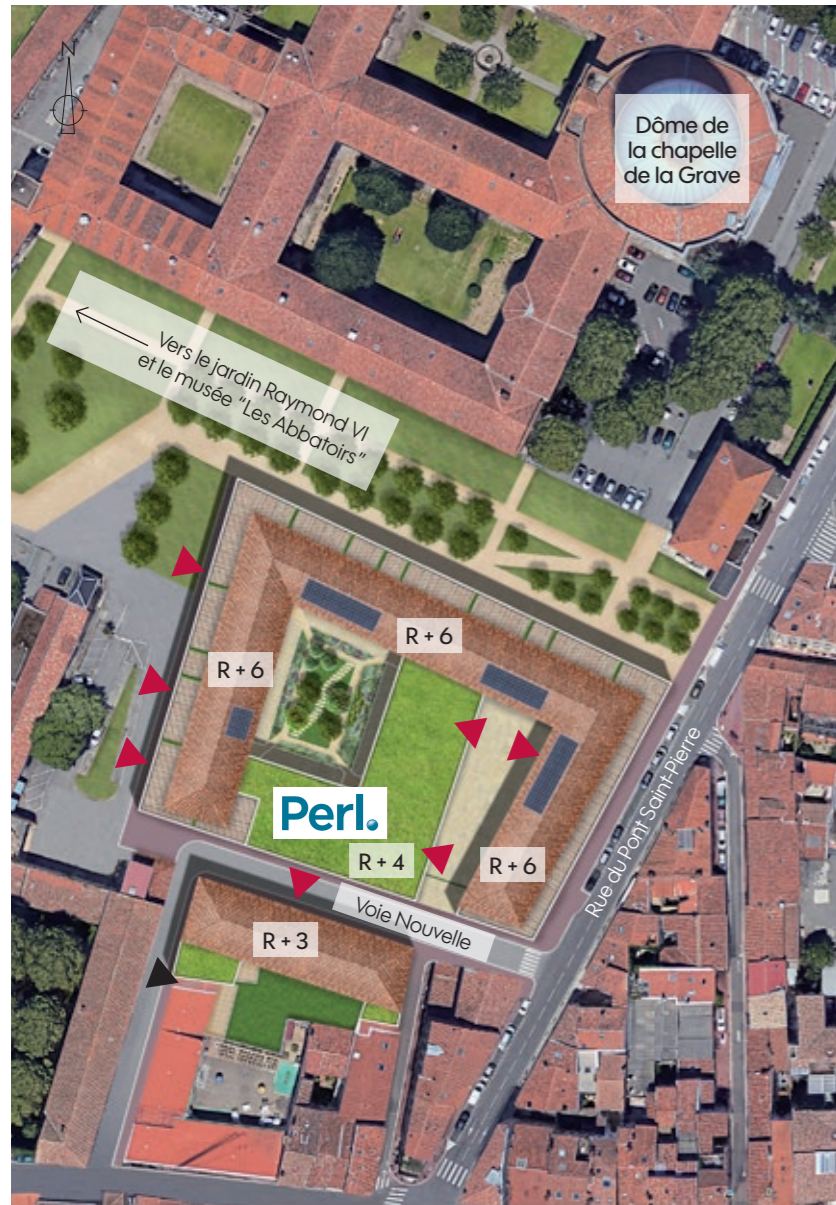 N
Dôme de
la chapelle
de la Grave
Vers le jardin Raymond VI
et le musée "Les Abbatoirs"
R + 6
R + 6
Perl.
R + 4
R + 6
Rue du Pont Saint-Pierre
Voie Nouvelle
R + 3